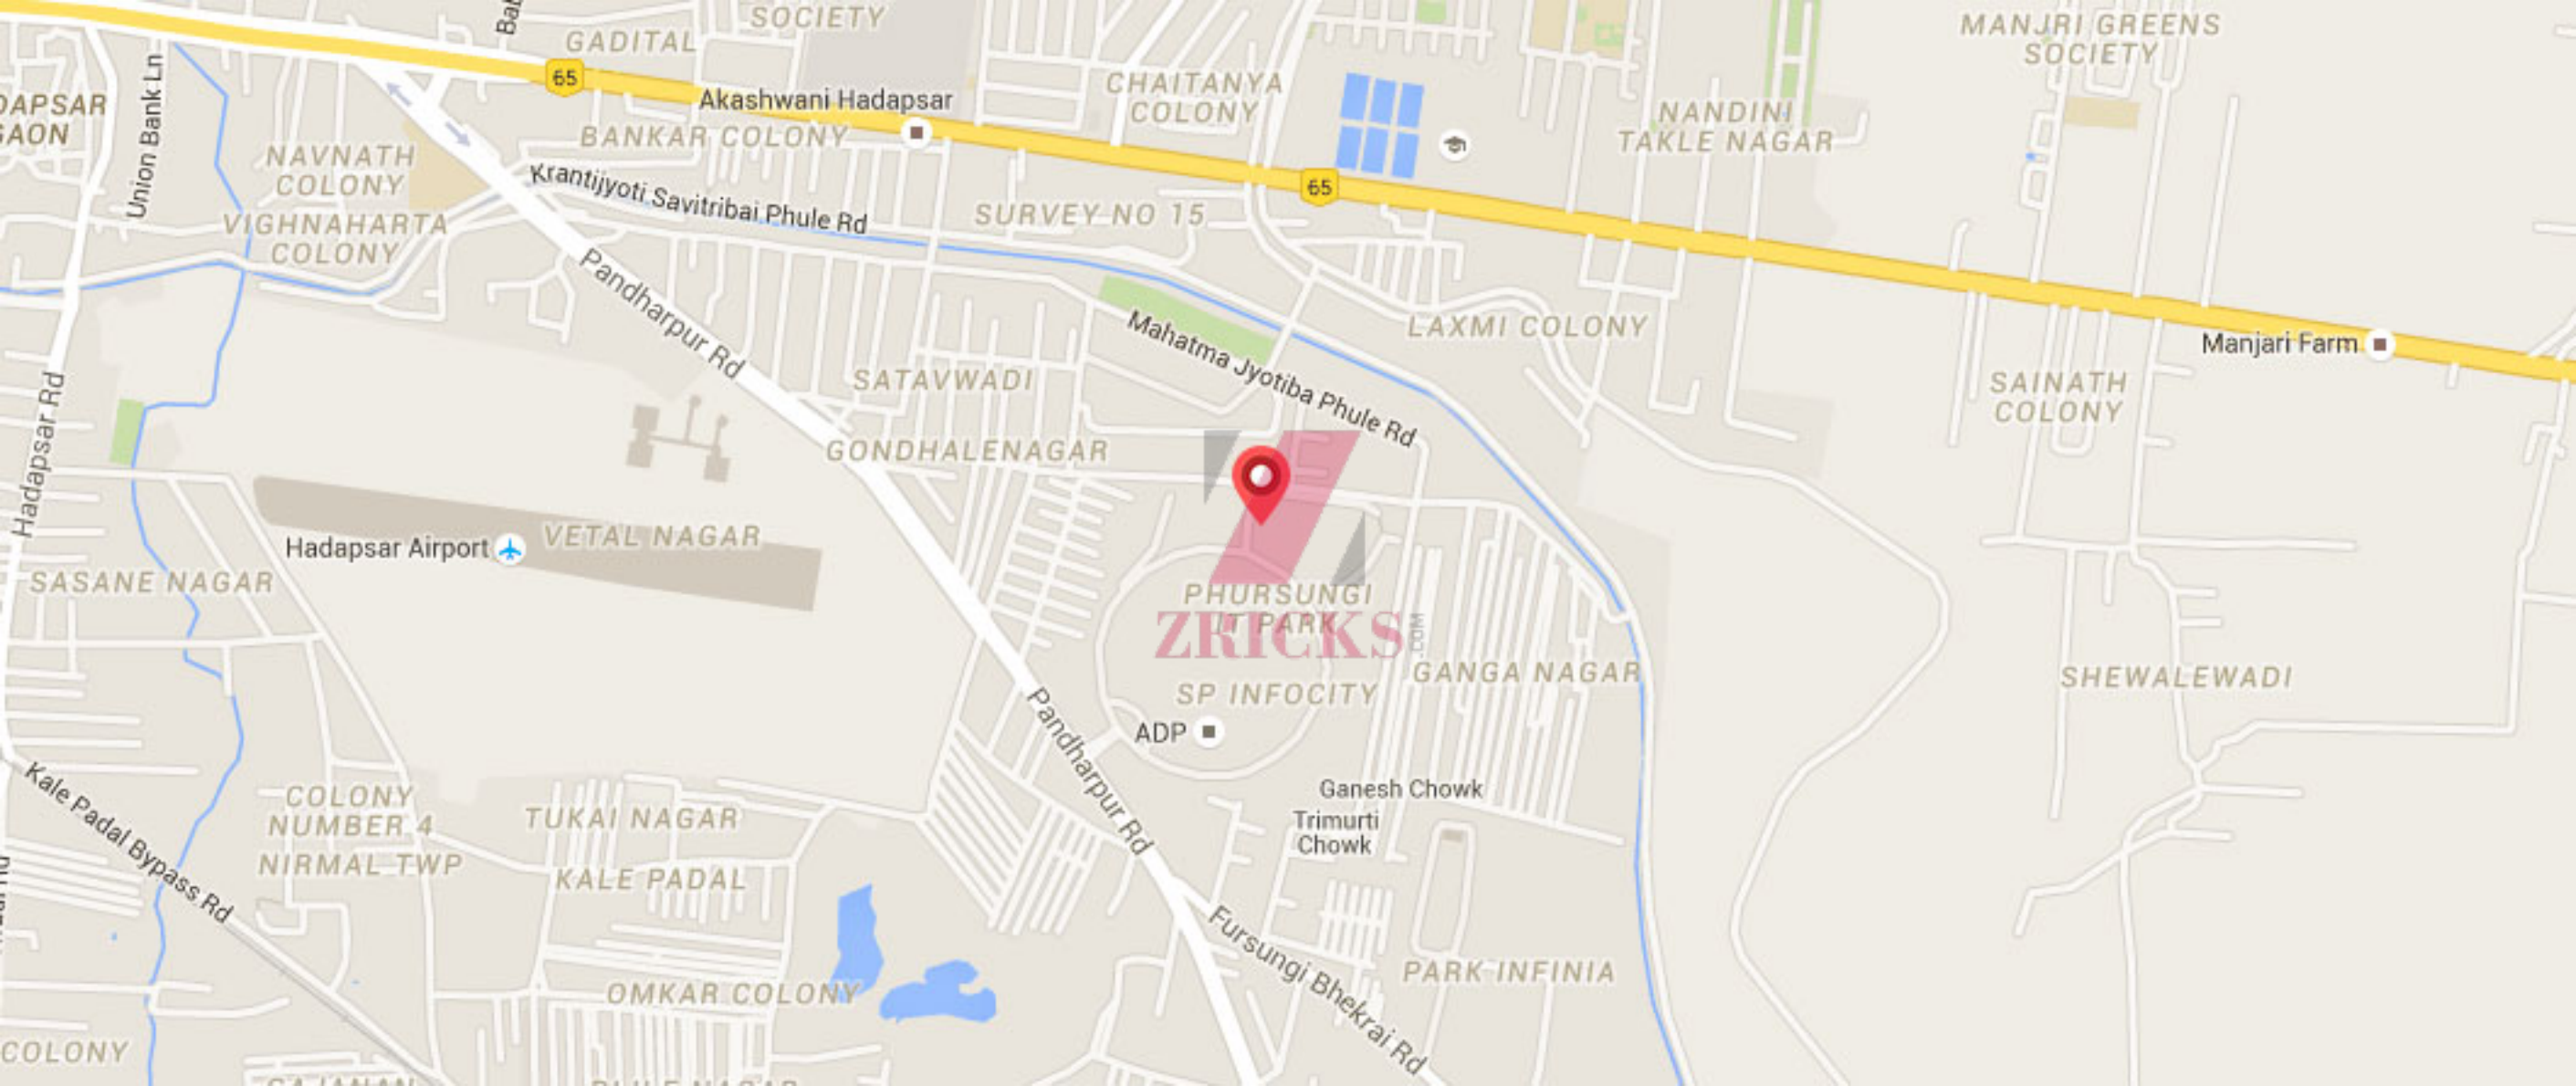 SOCIETY
GADITAL
MANJRI GREENS
SOCIETY
65
Akashwani Hadapsar
CHAITANYA
COLONY
NANDINI
TAKLE NAGAR
BANKAR COLONY
Union Bank Ln
NAVNATH
COLONY
Krantijyoti Savitribai Phule Rd
65
SURVEY NO 15
VIGHNAHARTA
COLONY
Pandharpur Rd
LAXMI COLONY
Mahatma Jyotiba Phule Rd
Manjari Farm
SATAVWADI
SAINATH
COLONY
Hadapsar Rd
GONDHALENAGAR
Hadapsar Airport
VETAL NAGAR
SASANE NAGAR
PHURSUNGI
IT PARK
ZRICKS
.COM
GANGA NAGAR
SHEWALEWADI
SP INFOCITY
ADP
Pandharpur Rd
Kale Padal Bypass Rd
COLONY
NUMBER 4
TUKAI NAGAR
Ganesh Chowk
Trimurti
Chowk
NIRMAL TWP
KALE PADAL
Fursungi Bhekrai Rd
PARK INFINIA
OMKAR COLONY
COLONY